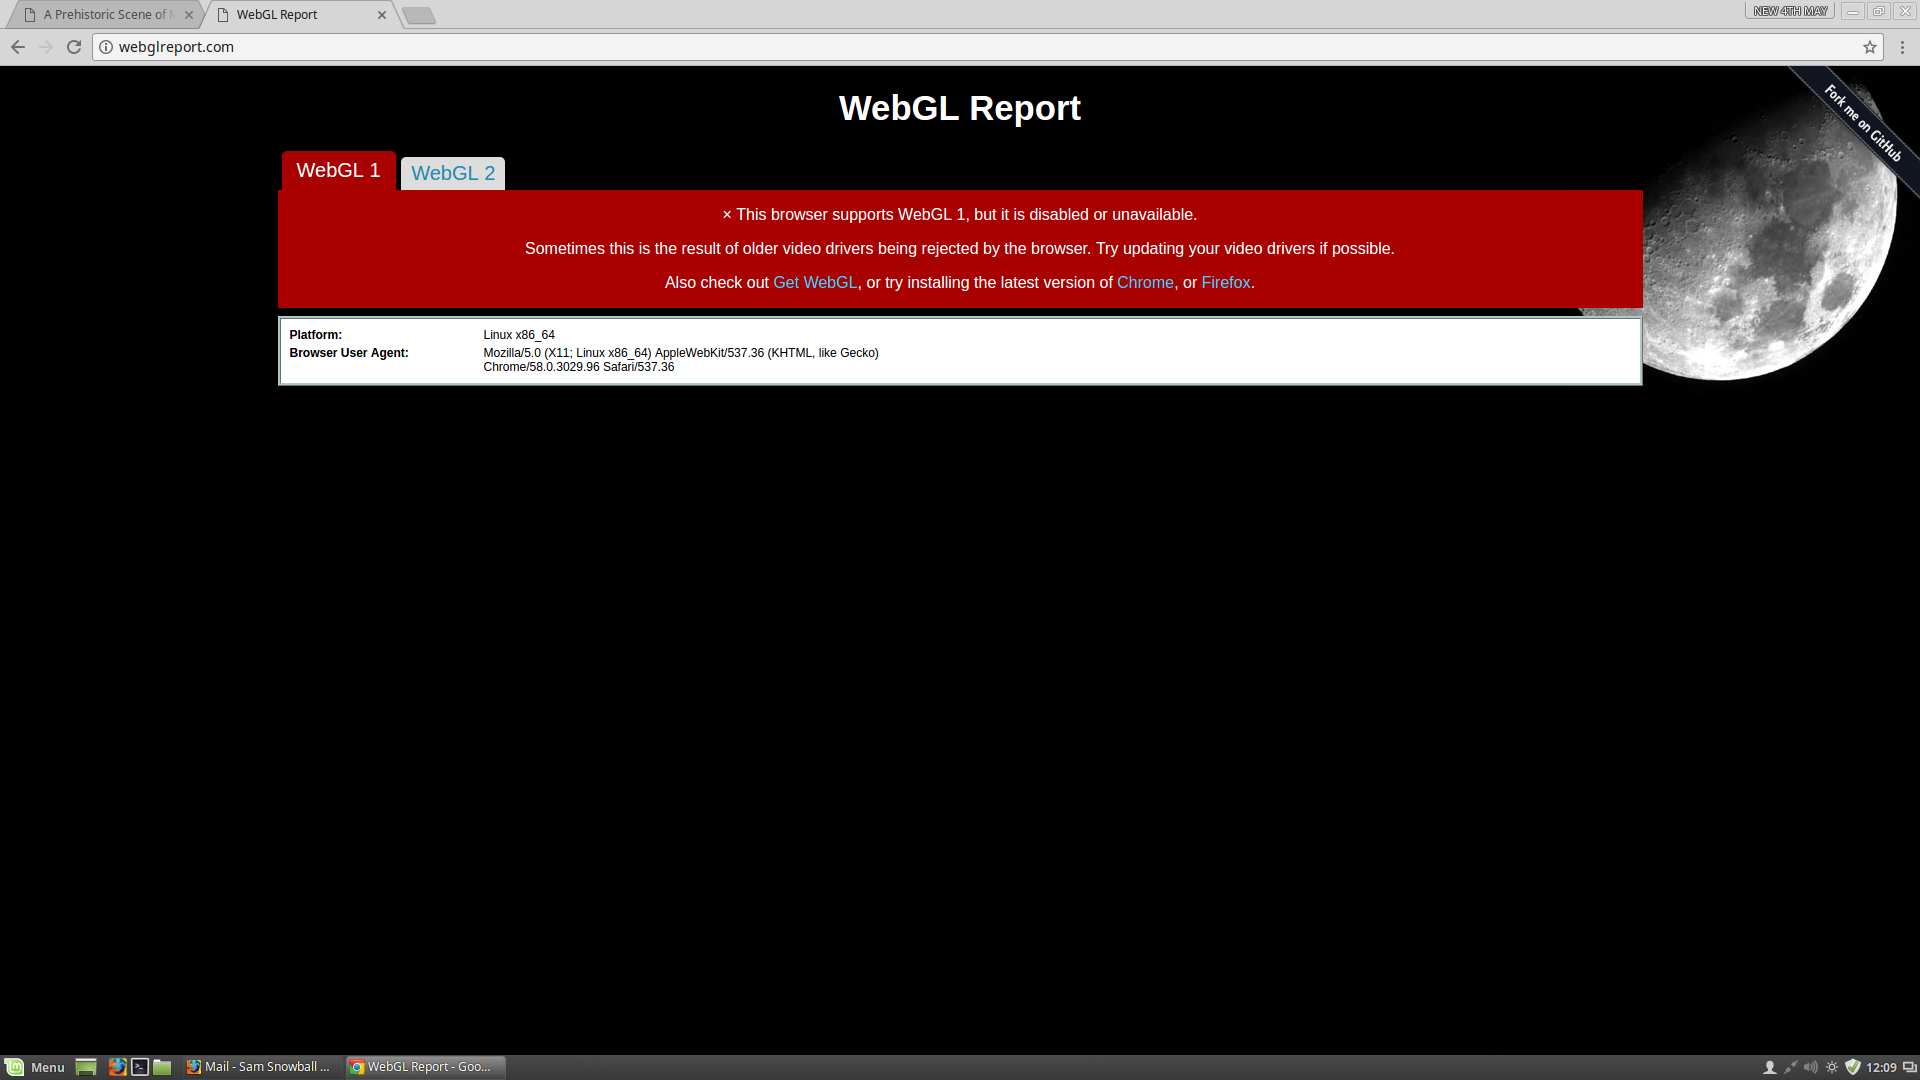 A Prehistoric Scene of
WebGL Report
NEW 4TH MAY
webglreport.com
Fork me on GitHub
WebGL Report
WebGL 1
WebGL 2
× This browser supports WebGL 1, but it is disabled or unavailable.
Sometimes this is the result of older video drivers being rejected by the browser. Try updating your video drivers if possible.
Also check out Get WebGL, or try installing the latest version of Chrome, or Firefox.
Platform: Linux x86_64
Browser User Agent: Mozilla/5.0 (X11; Linux x86_64) AppleWebKit/537.36 (KHTML, like Gecko)
Chrome/58.0.3029.96 Safari/537.36
Menu
Mail - Sam Snowball ...
WebGL Report - Goo...
12:09